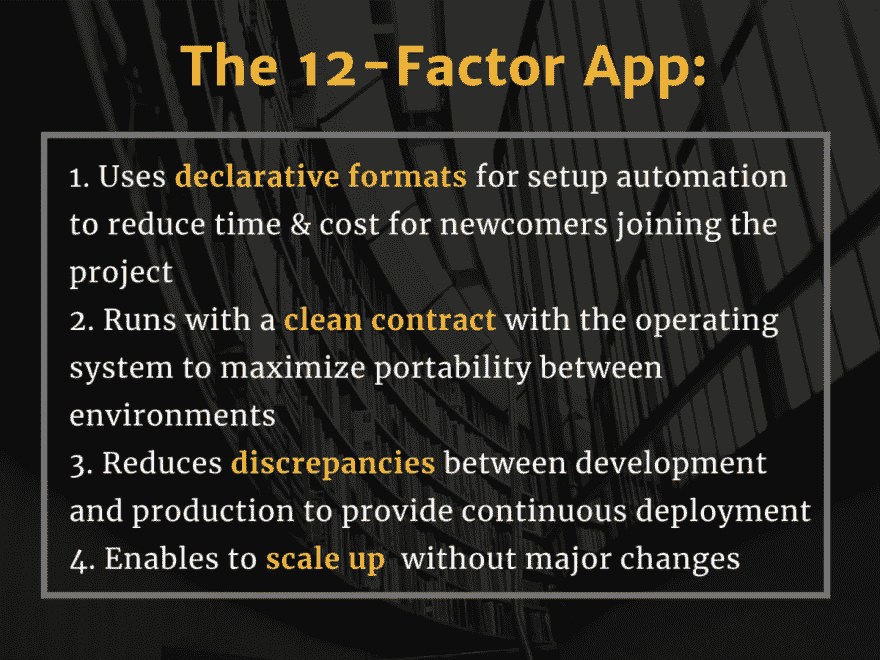 The 12-Factor App:
1. Uses declarative formats for setup automation
to reduce time & cost for newcomers joining the
project
2. Runs with a clean contract with the operating
system to maximize portability between
environments
3. Reduces discrepancies between development
and production to provide continuous deployment
4. Enables to scale up without major changes